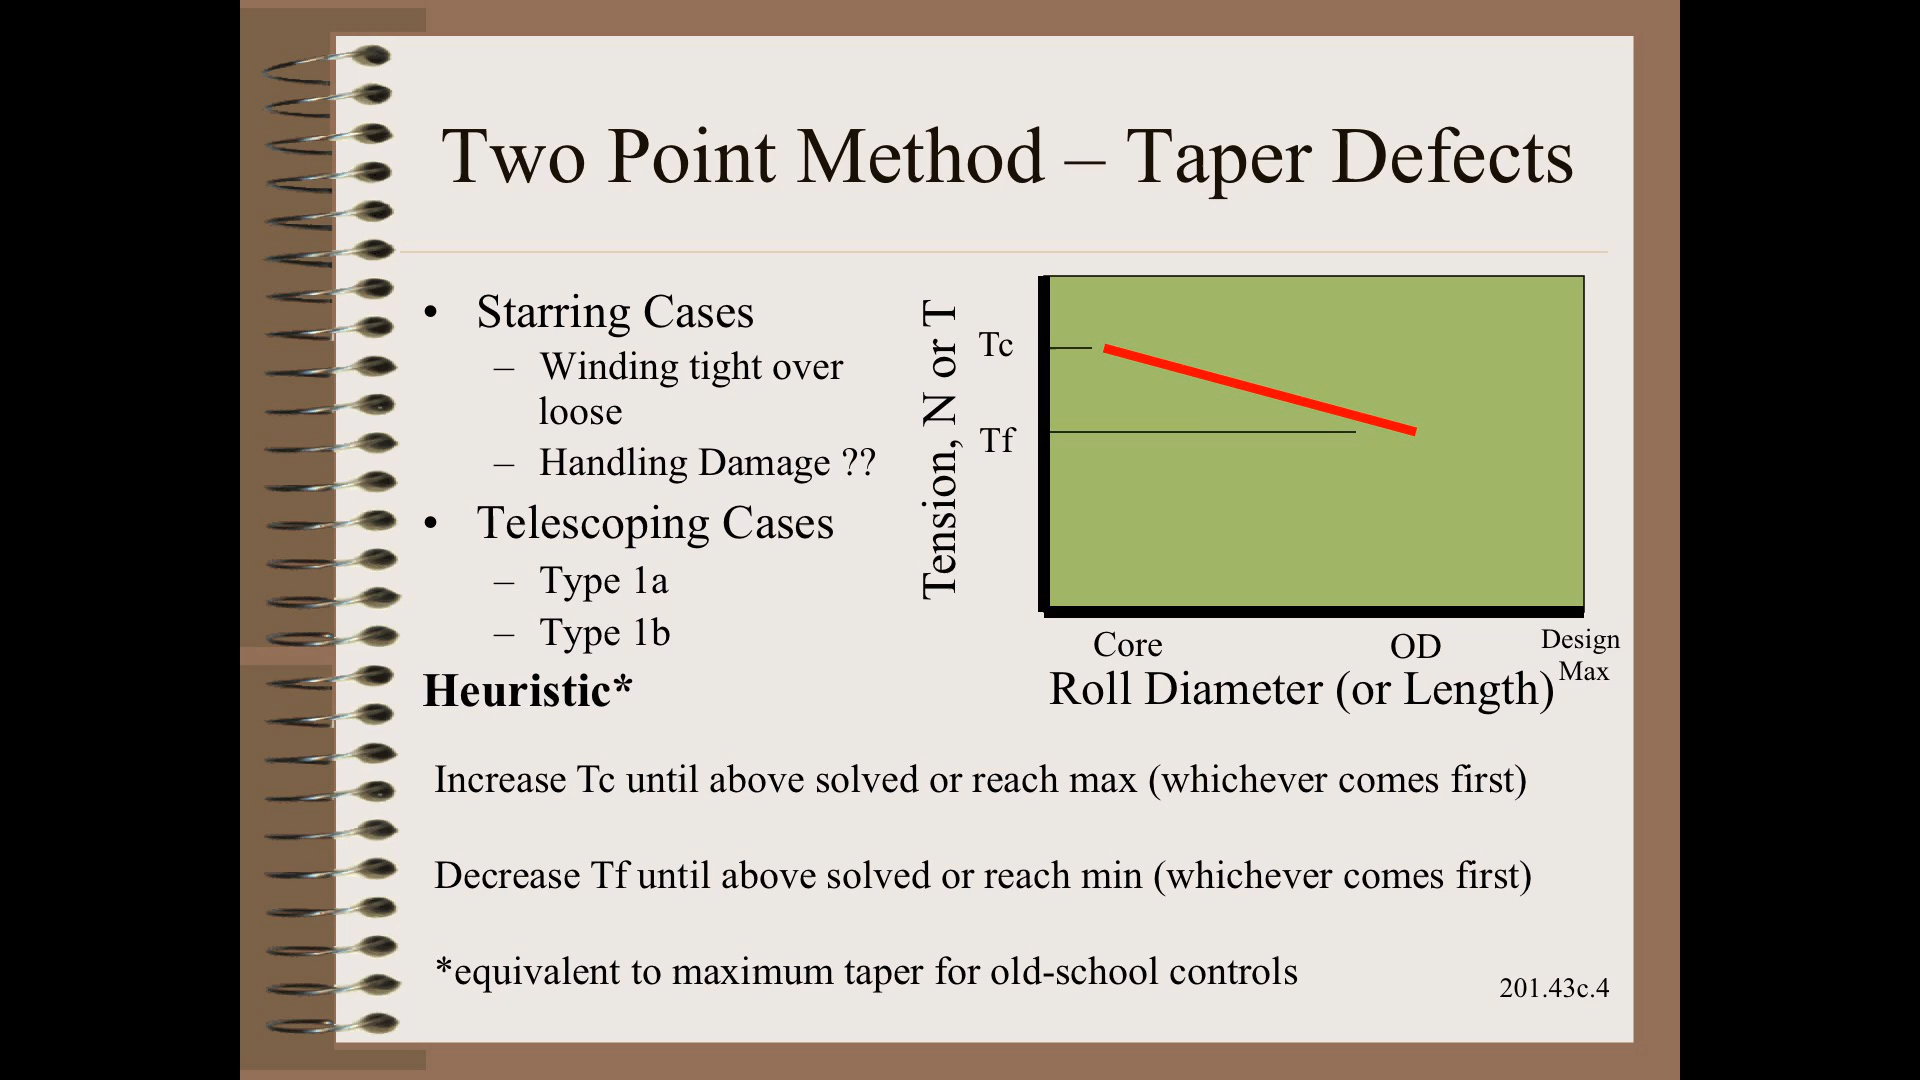 Two Point Method – Taper Defects
• Starring Cases
– Winding tight over
loose
– Handling Damage ??
• Telescoping Cases
– Type 1a
– Type 1b
Heuristic*
Tension, N or T
Tc
Tf
Core
OD
Design
Max
Roll Diameter (or Length)
Increase Tc until above solved or reach max (whichever comes first)
Decrease Tf until above solved or reach min (whichever comes first)
*equivalent to maximum taper for old-school controls
201.43c.4